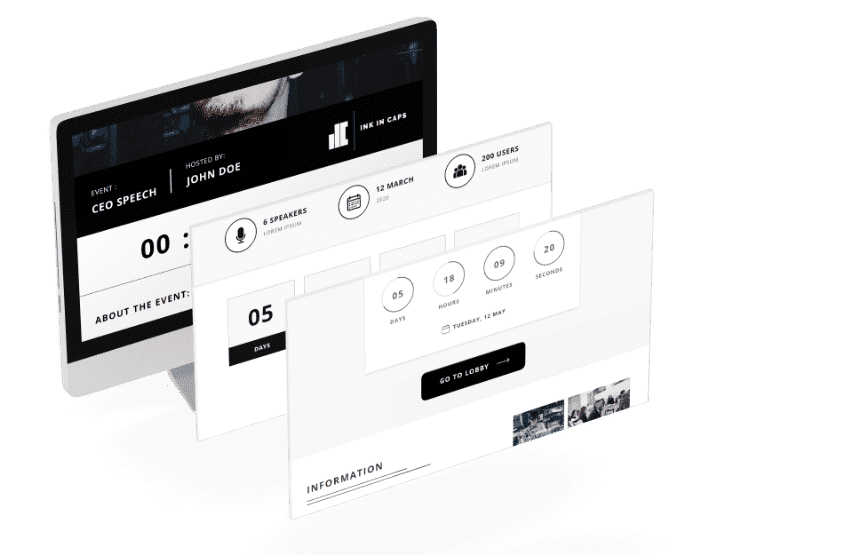 EVENT :
CEO SPEECH
HOSTED BY:
JOHN DOE
INK IN CAPS
00 :
ABOUT THE EVENT:
6 SPEAKERS
LOREM IPSUM
12 MARCH
2020
200 USERS
LOREM IPSUM
05
DAYS
05
DAYS
18
HOURS
09
MINUTES
20
SECONDS
TUESDAY, 12 MAY
GO TO LOBBY
INFORMATION